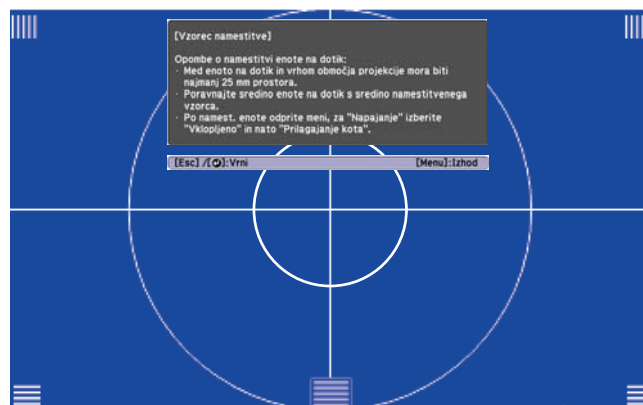 [Vzorec namestitve]
Opombe o namestitvi enote na dotik:
· Med enoto na dotik in vrhom območja projekcije mora biti
najmanj 25 mm prostora.
· Poravnajte sredino enote na dotik s sredino namestitvenega
vzorca.
· Po namest. enote odprite meni, za "Napajanje" izberite
"Vklopljeno" in nato "Prilagajanje kota".
[Esc] /[⏎]:Vrni [Menu]:Izhod